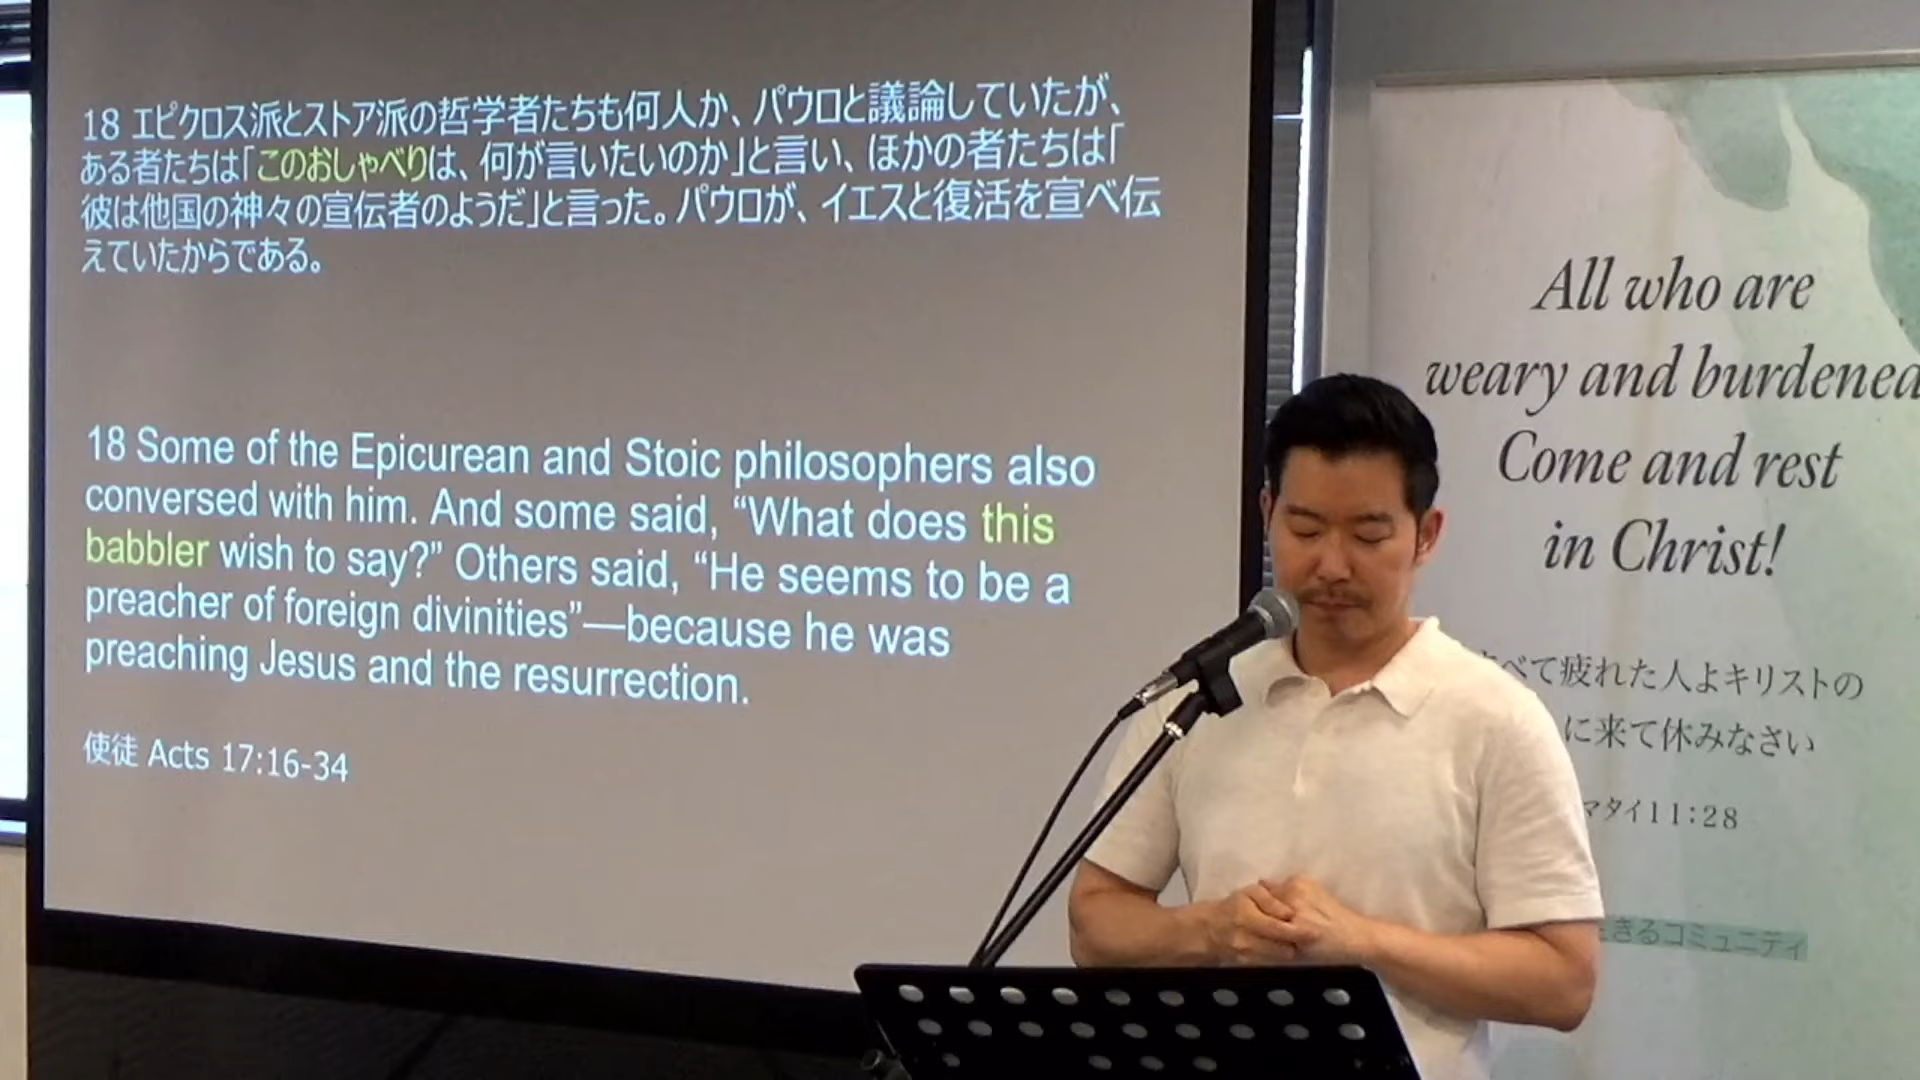 18 エピクロス派とストア派の哲学者たちも何人か、パウロと議論していたが、
ある者たちは「このおしゃべりは、何が言いたいのか」と言い、ほかの者たちは「
彼は他国の神々の宣伝者のようだ」と言った。パウロが、イエスと復活を宣べ伝
えていたからである。
18 Some of the Epicurean and Stoic philosophers also
conversed with him. And some said, “What does this
babbler wish to say?” Others said, “He seems to be a
preacher of foreign divinities”—because he was
preaching Jesus and the resurrection.
使徒 Acts 17:16-34
All who are
weary and burdened
Come and rest
in Christ!
べて疲れた人よキリストの
に来て休みなさい
マタイ11:28
きるコミュニティ